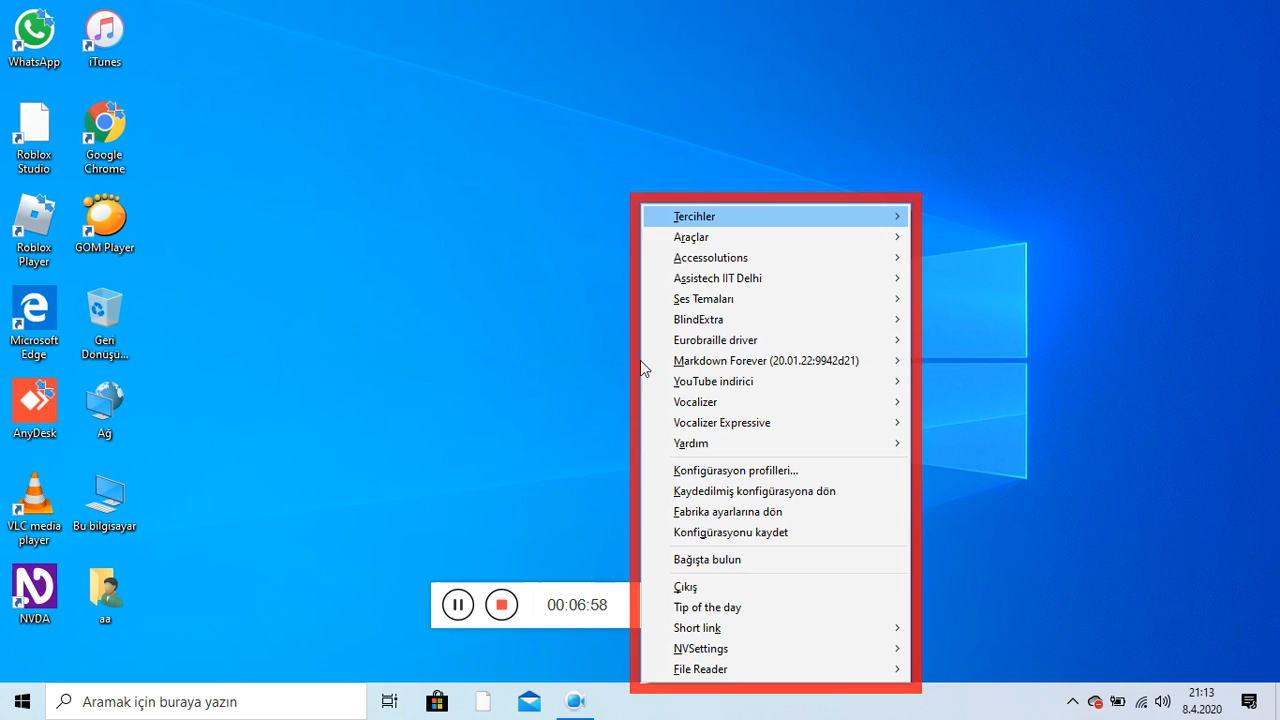 WhatsApp
iTunes
Roblox
Studio
Google
Chrome
Roblox
Player
GOM Player
Microsoft
Edge
Geri
Dönüşü...
AnyDesk
Ağ
VLC media
player
Bu bilgisayar
NVDA
aa
Tercihler
Araçlar
Accessolutions
Assistech IIT Delhi
Ses Temaları
BlindExtra
Eurobraille driver
Markdown Forever (20.01.22:9942d21)
YouTube indirici
Vocalizer
Vocalizer Expressive
Yardım
Konfigürasyon profilleri...
Kaydedilmiş konfigürasyona dön
Fabrika ayarlarına dön
Konfigürasyonu kaydet
Bağışta bulun
Çıkış
Tip of the day
Short link
NVSettings
File Reader
00:06:58
Aramak için buraya yazın
21:13
8.4.2020